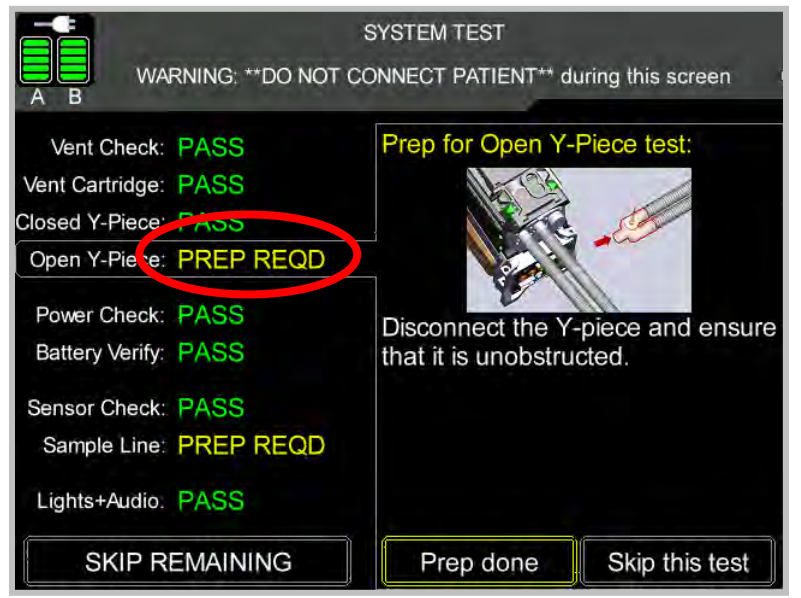 SYSTEM TEST
WARNING: **DO NOT CONNECT PATIENT** during this screen
A B
Vent Check: PASS
Vent Cartridge: PASS
Closed Y-Piece: PASS
Open Y-Piece: PREP REQD
Power Check: PASS
Battery Verify: PASS
Sensor Check: PASS
Sample Line: PREP REQD
Lights+Audio: PASS
SKIP REMAINING
Prep for Open Y-Piece test:
Disconnect the Y-piece and ensure
that it is unobstructed.
Prep done
Skip this test